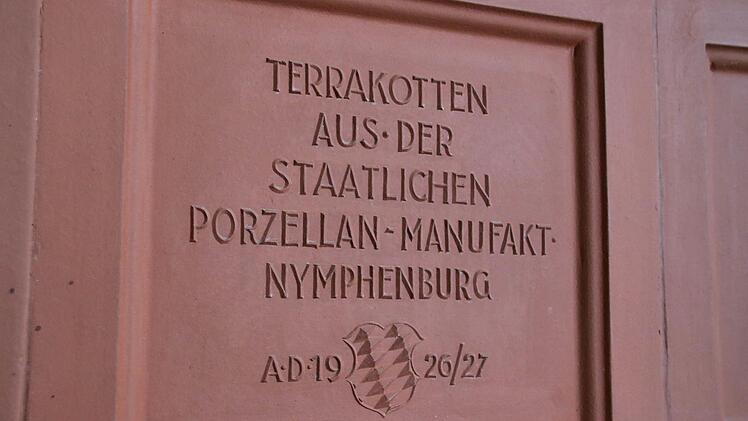 TERRAKOTTEN
AUS·DER
STAATLICHEN
PORZELLAN-MANUFAKT·
NYMPHENBURG
A·D·19 26/27